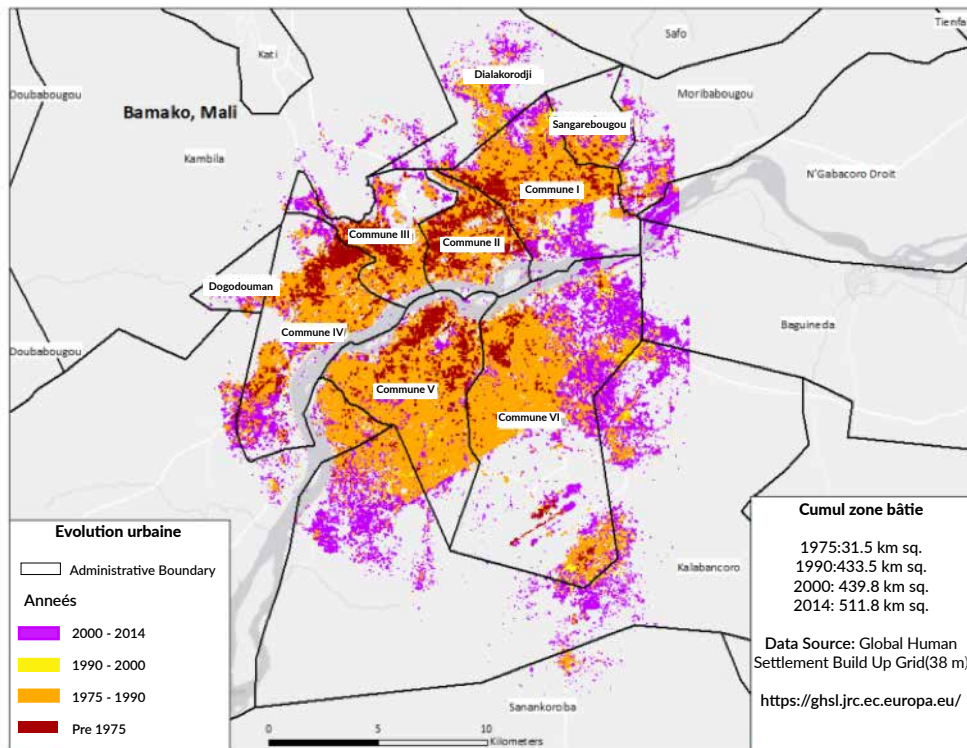 Tienfa
Safo
Kati
Dialakorodji
Doubabougou
Moribabougou
Bamako, Mali
Sangarebougou
Kambila
N'Gabacoro Droit
Commune I
Commune III
Commune II
Dogodouman
Baguineda
Commune IV
Doubabougou
Commune V
Commune VI
Kalabancoro
Sanankoroba
Evolution urbaine
Administrative Boundary
Anneés
2000 - 2014
1990 - 2000
1975 - 1990
Pre 1975
0 5 10
Kilometers
Cumul zone bâtie
1975:31.5 km sq.
1990:433.5 km sq.
2000: 439.8 km sq.
2014: 511.8 km sq.
Data Source: Global Human
Settlement Build Up Grid(38 m)
https://ghsl.jrc.ec.europa.eu/